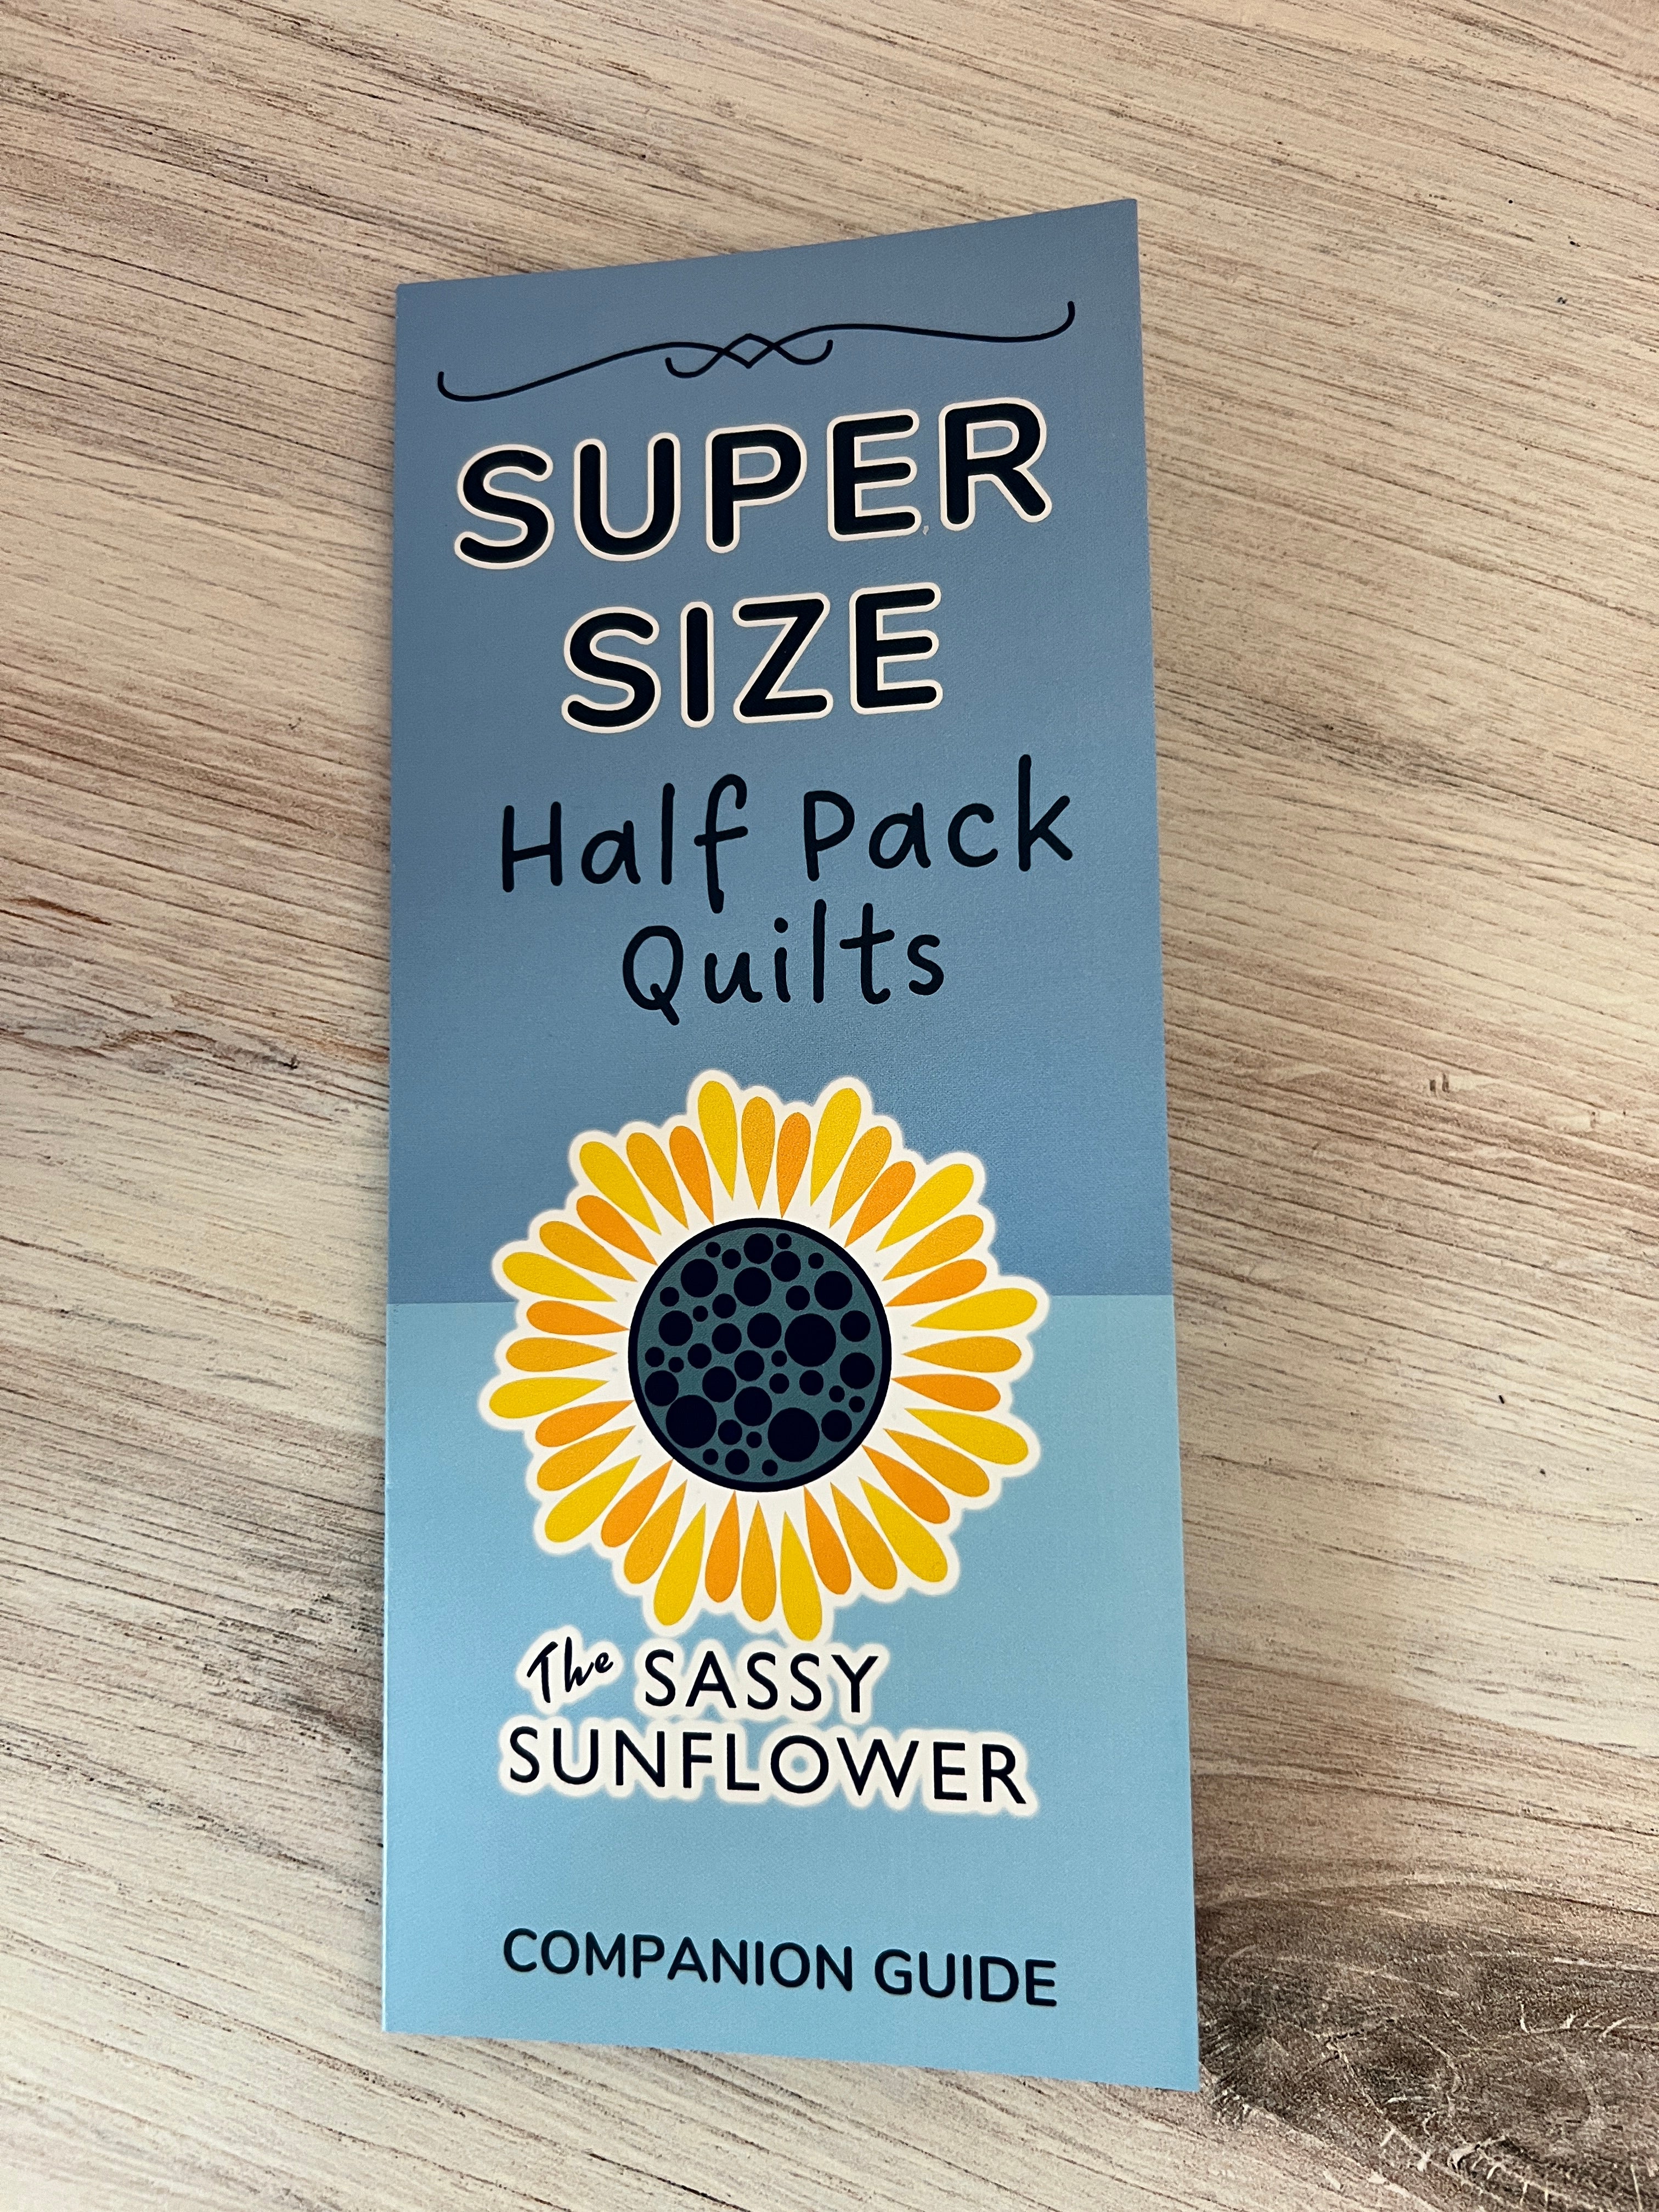 SUPER
SIZE
Half Pack
Quilts
The SASSY
SUNFLOWER
COMPANION GUIDE